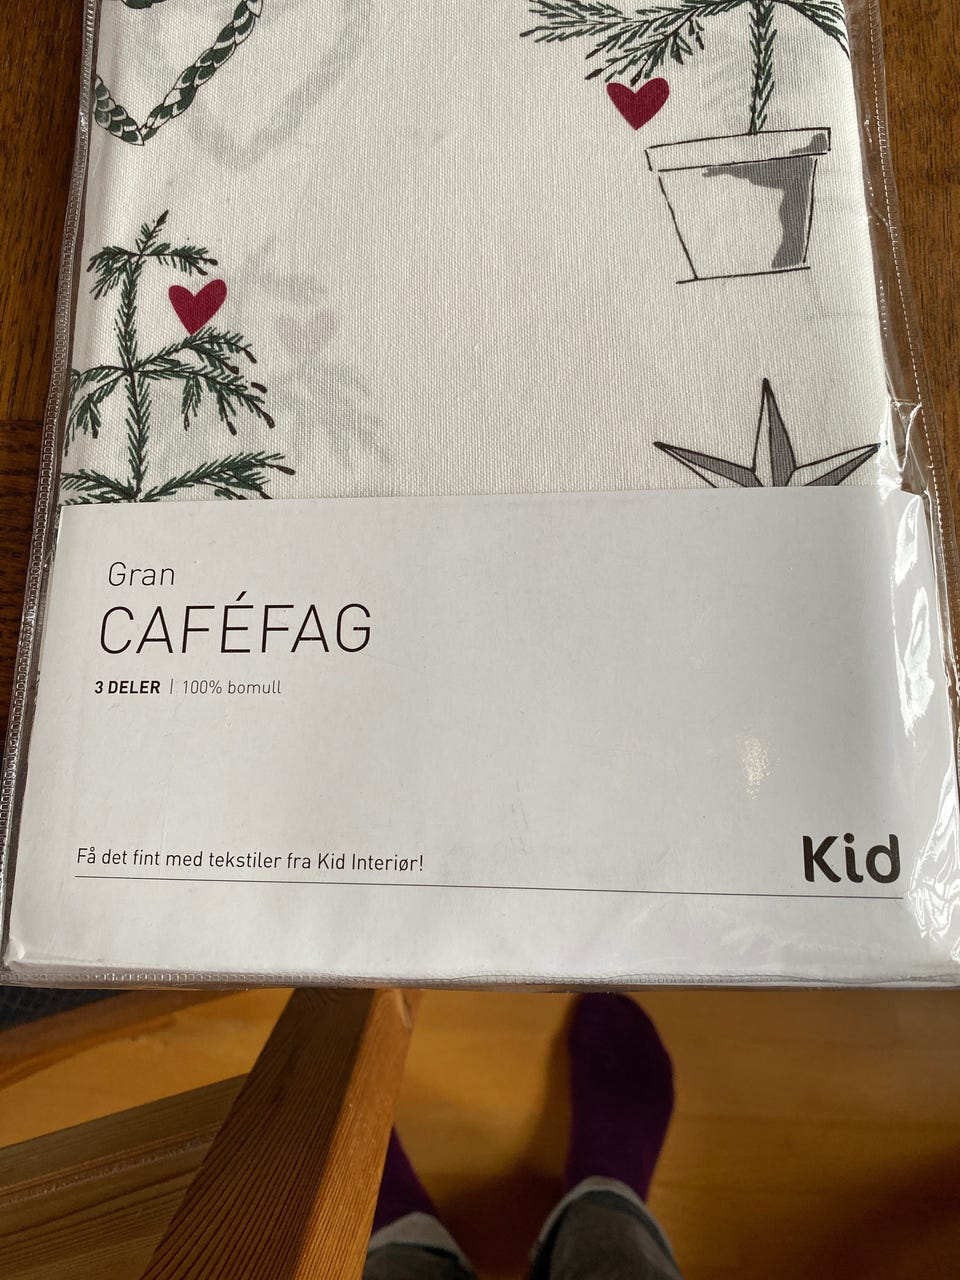 Gran
CAFÉFAG
3 DELER | 100% bomull
Få det fint med tekstiler fra Kid Interiør!
Kid